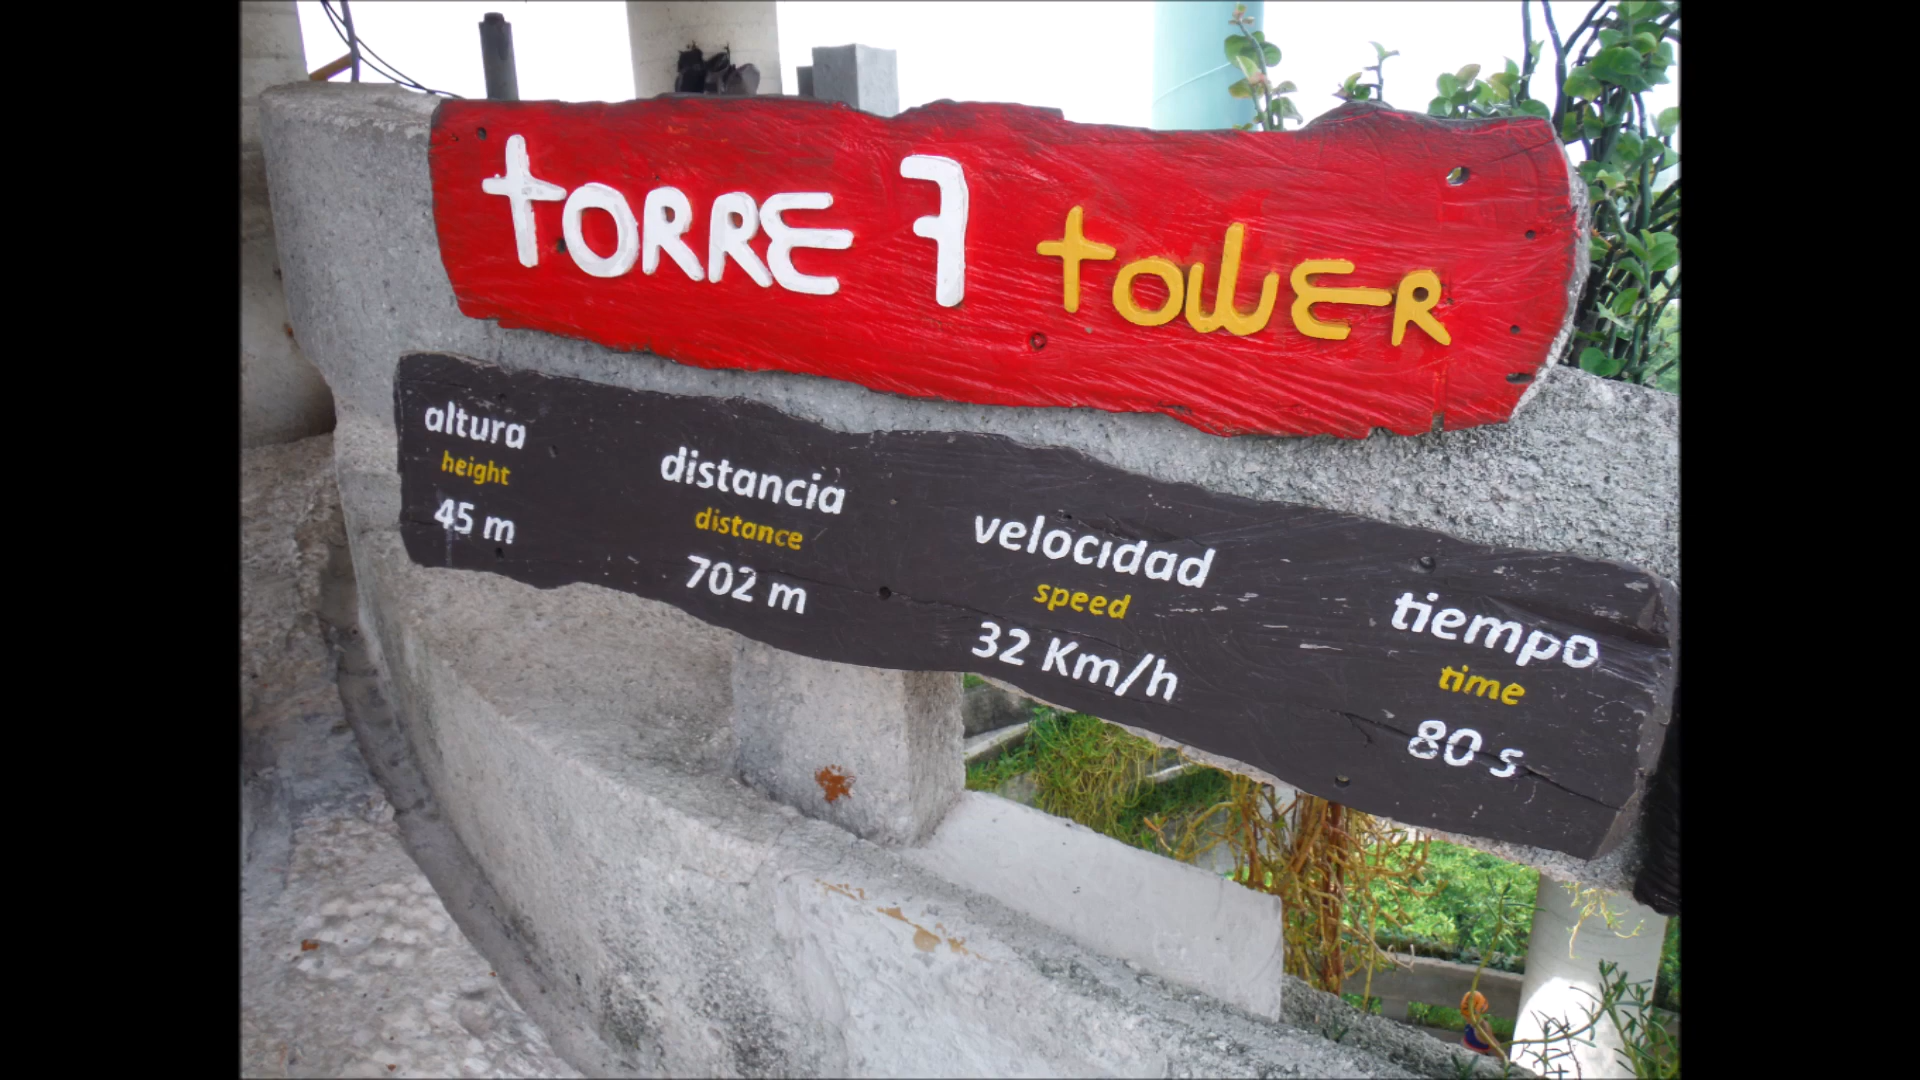 TORRE 7 TOWER
altura
height
45 m
distancia
distance
702 m
velocidad
speed
32 Km/h
tiempo
time
80 s